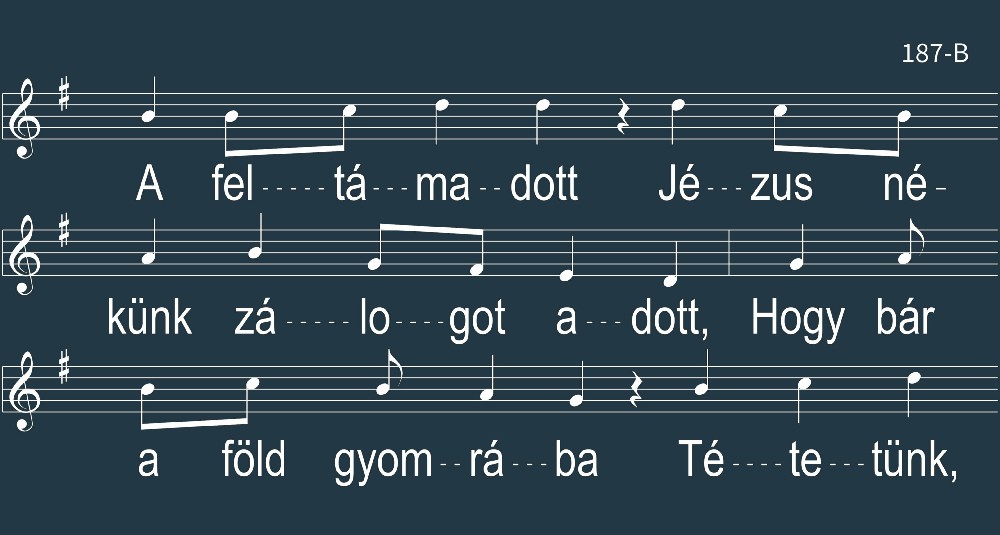 187-B
A fel-----tá---ma--dott Jé---zus né-
künk zá-----lo----got a---dott, Hogy bár
a föld gyom--rá---ba Té----te---tünk,